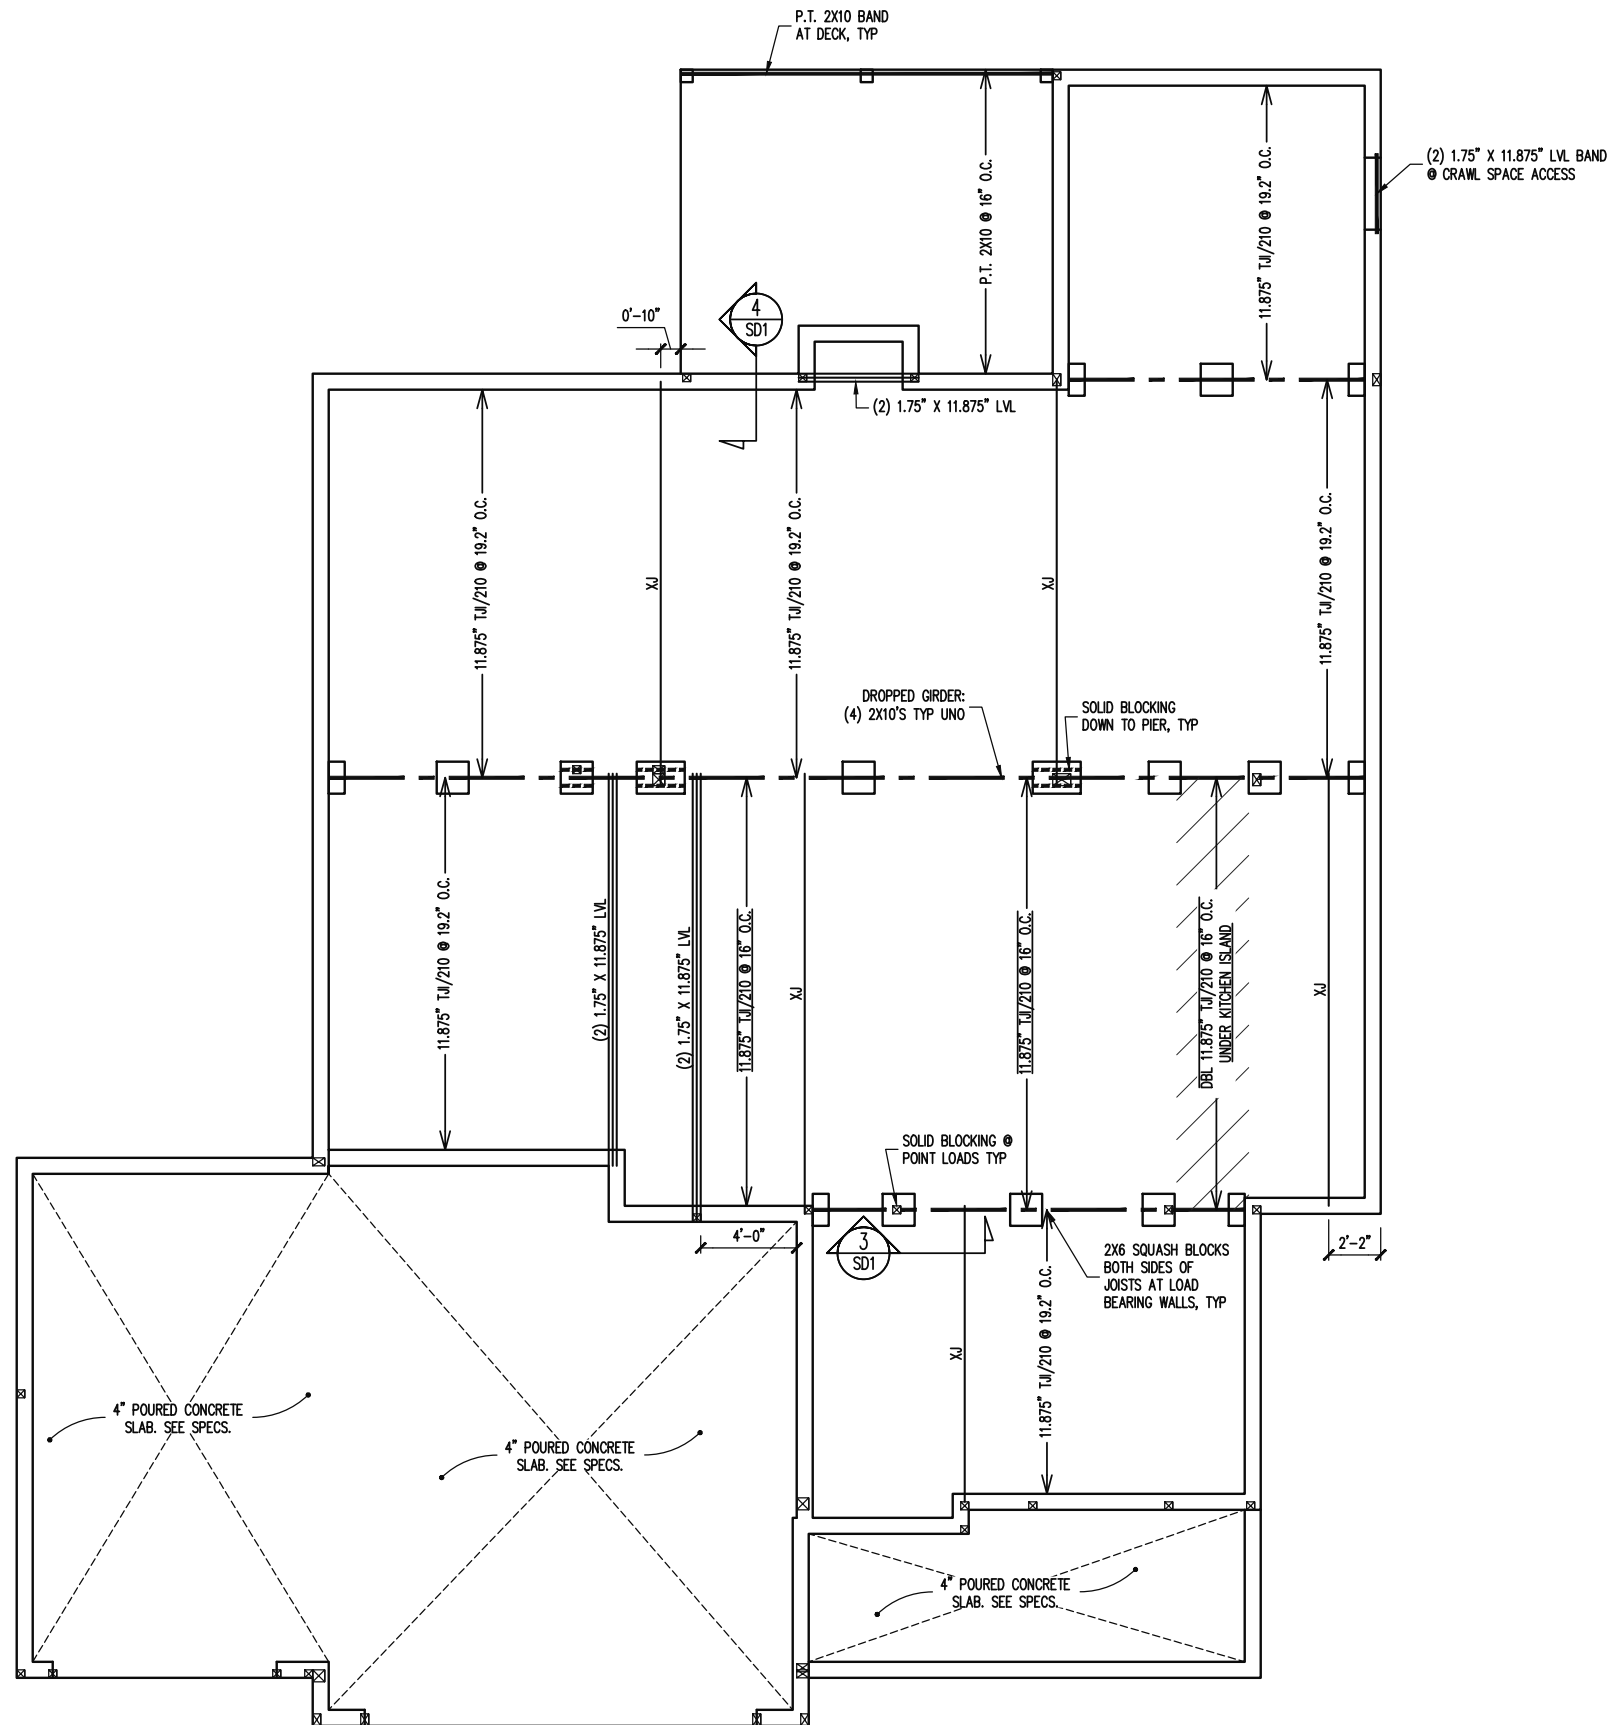 P.T. 2X10 BAND
AT DECK, TYP
(2) 1.75" X 11.875" LVL BAND
@ CRAWL SPACE ACCESS
P.T. 2X10 @ 16" O.C.
11.875" TJI/210 @ 19.2" O.C.
0'-10"
4
SD1
(2) 1.75" X 11.875" LVL
11.875" TJI/210 @ 19.2" O.C.
XJ
11.875" TJI/210 @ 19.2" O.C.
XJ
11.875" TJI/210 @ 19.2" O.C.
DROPPED GIRDER:
(4) 2X10'S TYP UNO
SOLID BLOCKING
DOWN TO PIER, TYP
11.875" TJI/210 @ 19.2" O.C.
(2) 1.75" X 11.875" LVL
(2) 1.75" X 11.875" LVL
11.875" TJI/210 @ 16" O.C.
XJ
11.875" TJI/210 @ 16" O.C.
DBL 11.875" TJI/210 @ 16" O.C.
UNDER KITCHEN ISLAND
XJ
SOLID BLOCKING @
POINT LOADS TYP
4'-0"
3
SD1
2X6 SQUASH BLOCKS
BOTH SIDES OF
JOISTS AT LOAD
BEARING WALLS, TYP
2'-2"
XJ
11.875" TJI/210 @ 19.2" O.C.
4" POURED CONCRETE
SLAB. SEE SPECS.
4" POURED CONCRETE
SLAB. SEE SPECS.
4" POURED CONCRETE
SLAB. SEE SPECS.